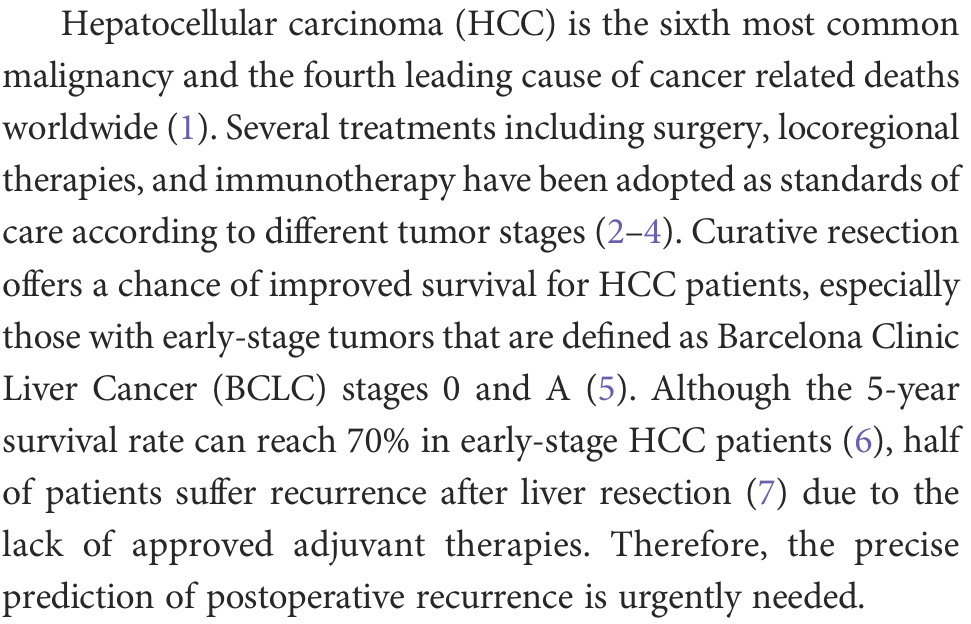 Hepatocellular carcinoma (HCC) is the sixth most common
malignancy and the fourth leading cause of cancer related deaths
worldwide (1). Several treatments including surgery, locoregional
therapies, and immunotherapy have been adopted as standards of
care according to different tumor stages (2–4). Curative resection
offers a chance of improved survival for HCC patients, especially
those with early-stage tumors that are defined as Barcelona Clinic
Liver Cancer (BCLC) stages 0 and A (5). Although the 5-year
survival rate can reach 70% in early-stage HCC patients (6), half
of patients suffer recurrence after liver resection (7) due to the
lack of approved adjuvant therapies. Therefore, the precise
prediction of postoperative recurrence is urgently needed.